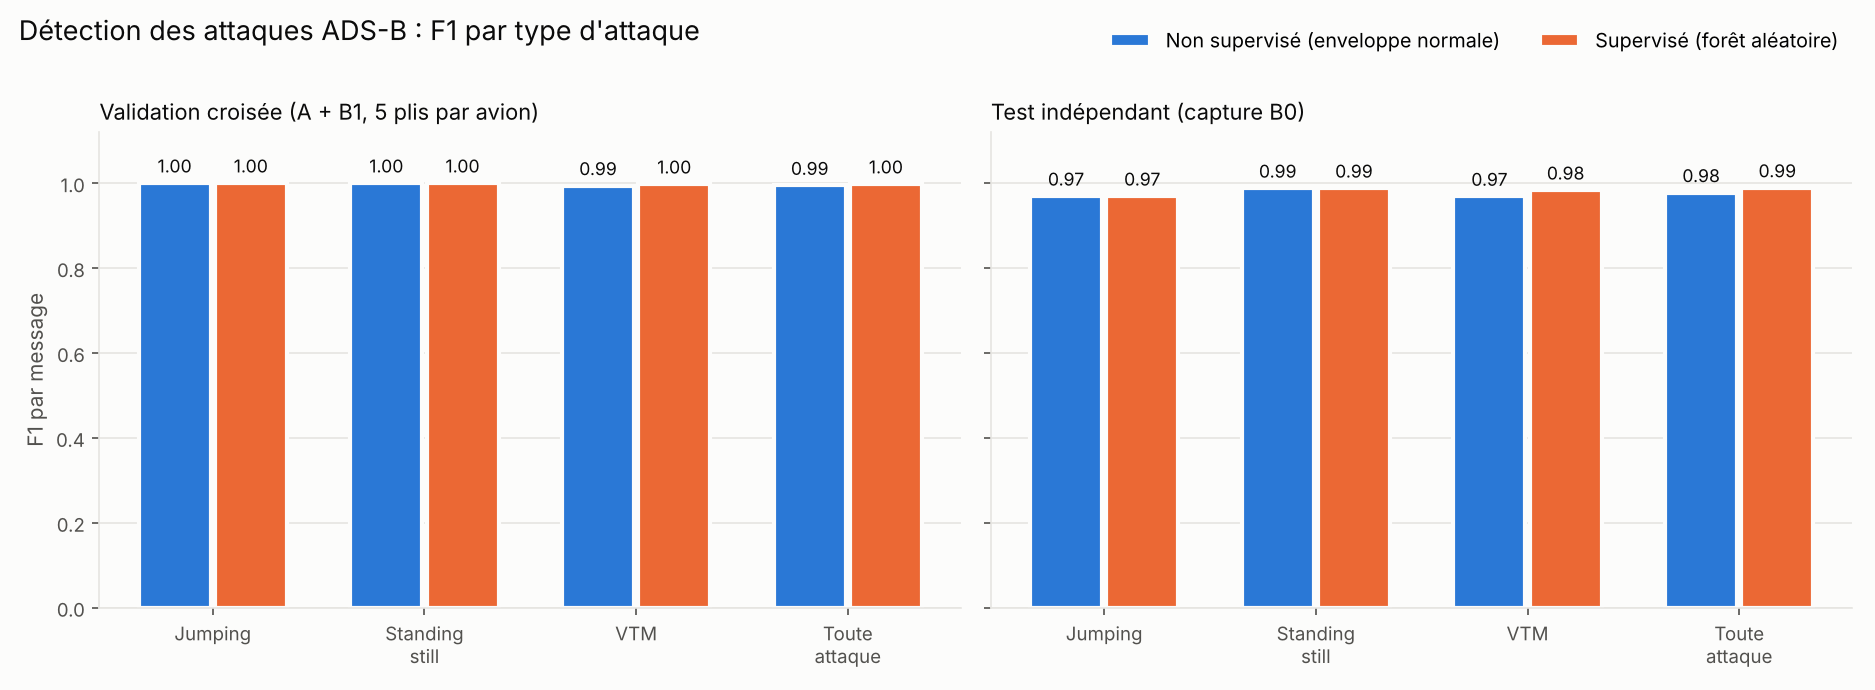 Détection des attaques ADS-B : F1 par type d'attaque
Non supervisé (enveloppe normale)
Supervisé (forêt aléatoire)
Validation croisée (A + B1, 5 plis par avion)
F1 par message
1.0
0.8
0.6
0.4
0.2
0.0
1.00
1.00
1.00
1.00
0.99
1.00
0.99
1.00
Jumping
Standing
still
VTM
Toute
attaque
Test indépendant (capture B0)
0.97
0.97
0.99
0.99
0.97
0.98
0.98
0.99
Jumping
Standing
still
VTM
Toute
attaque